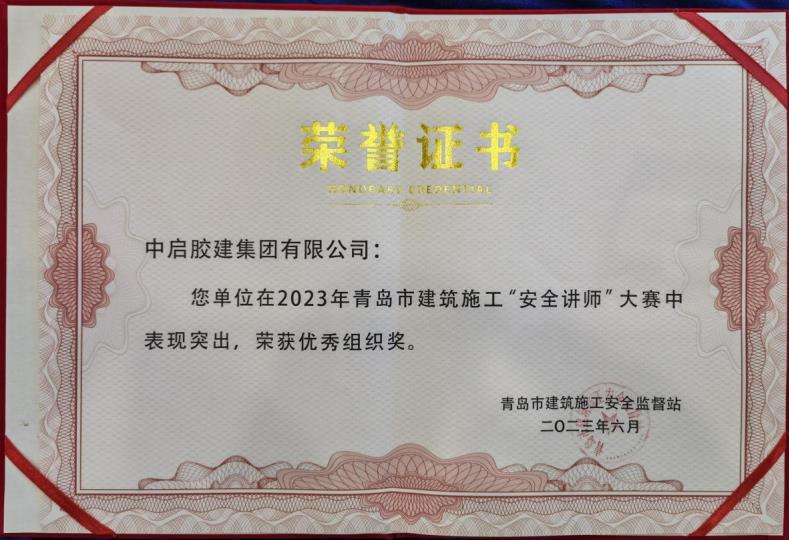 荣誉证书
HONORARY CREDENTIAL
中启胶建集团有限公司：
您单位在2023年青岛市建筑施工“安全讲师”大赛中
表现突出，荣获优秀组织奖。
青岛市建筑施工安全监督站
二〇二三年六月